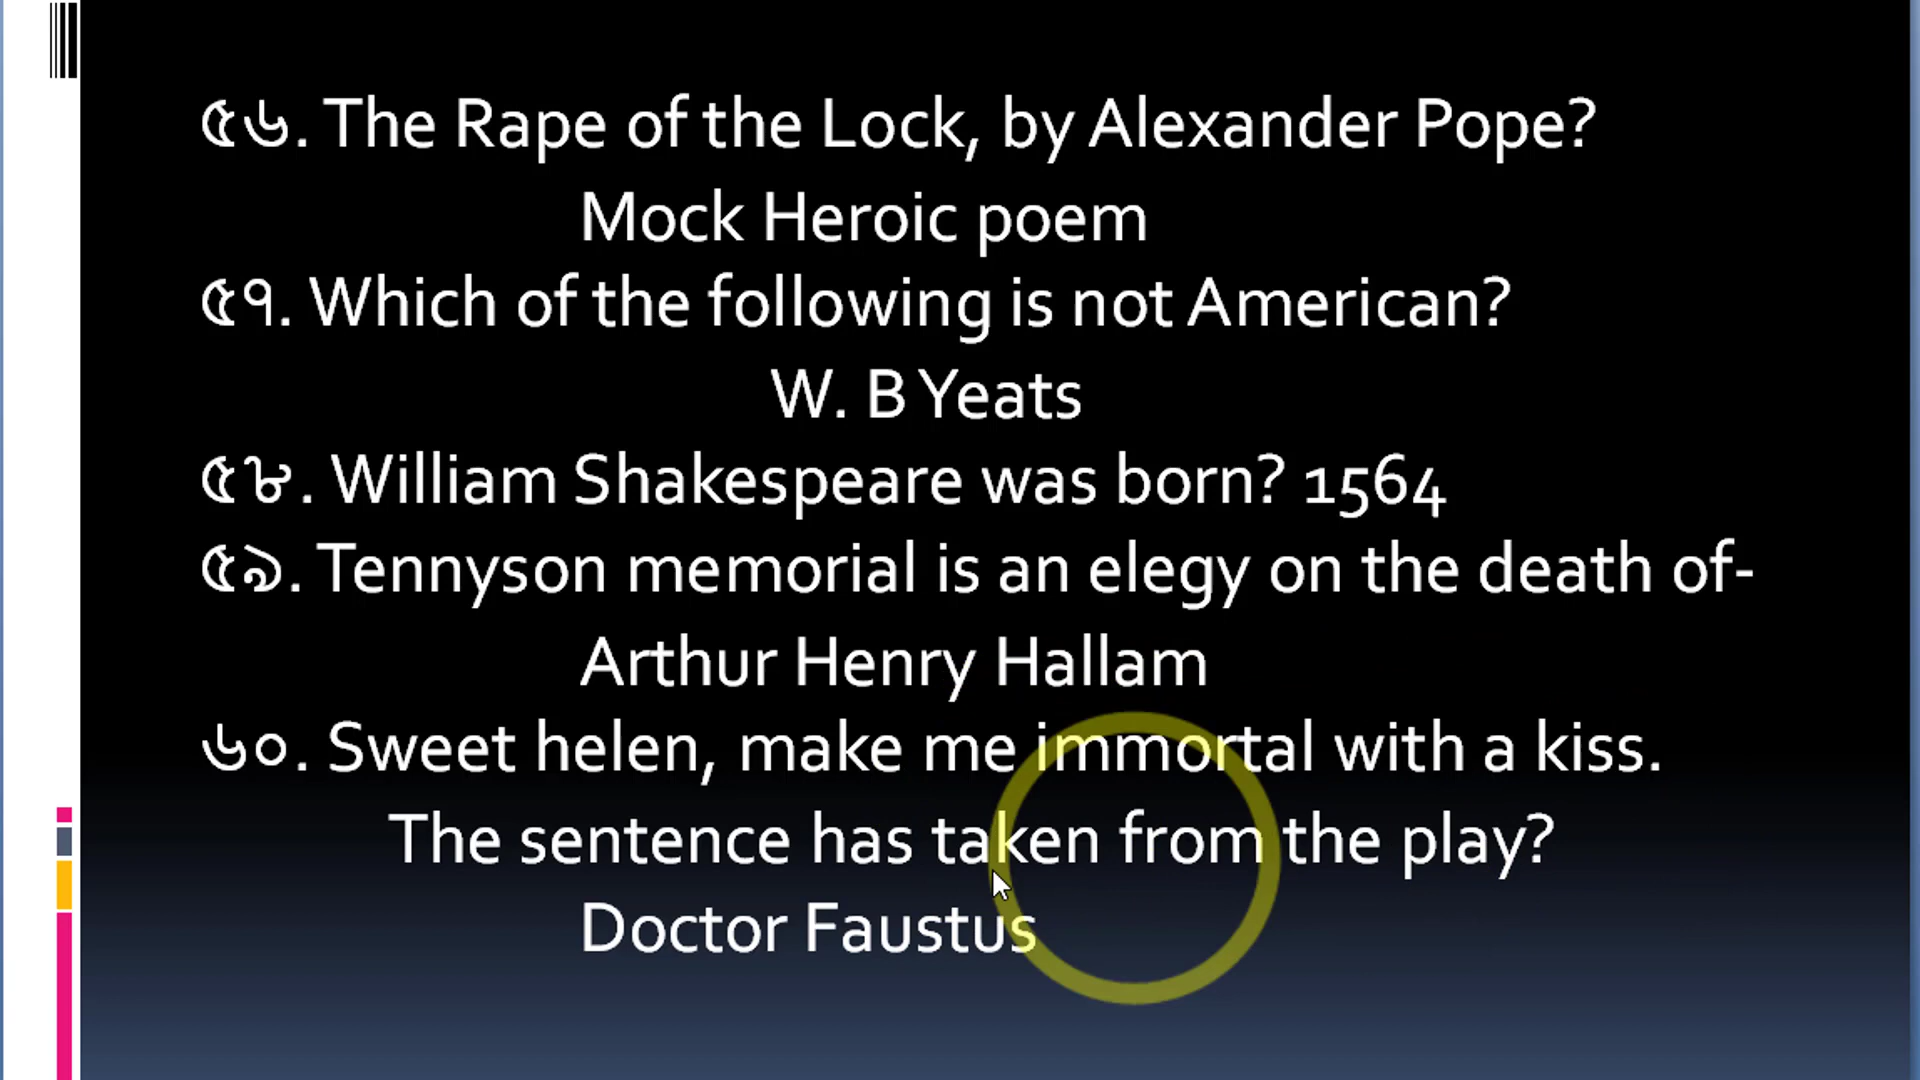 ৫৬. The Rape of the Lock, by Alexander Pope?
Mock Heroic poem
৫৭. Which of the following is not American?
W. B Yeats
৫৮. William Shakespeare was born? 1564
৫৯. Tennyson memorial is an elegy on the death of-
Arthur Henry Hallam
৬০. Sweet helen, make me immortal with a kiss.
The sentence has taken from the play?
Doctor Faustus